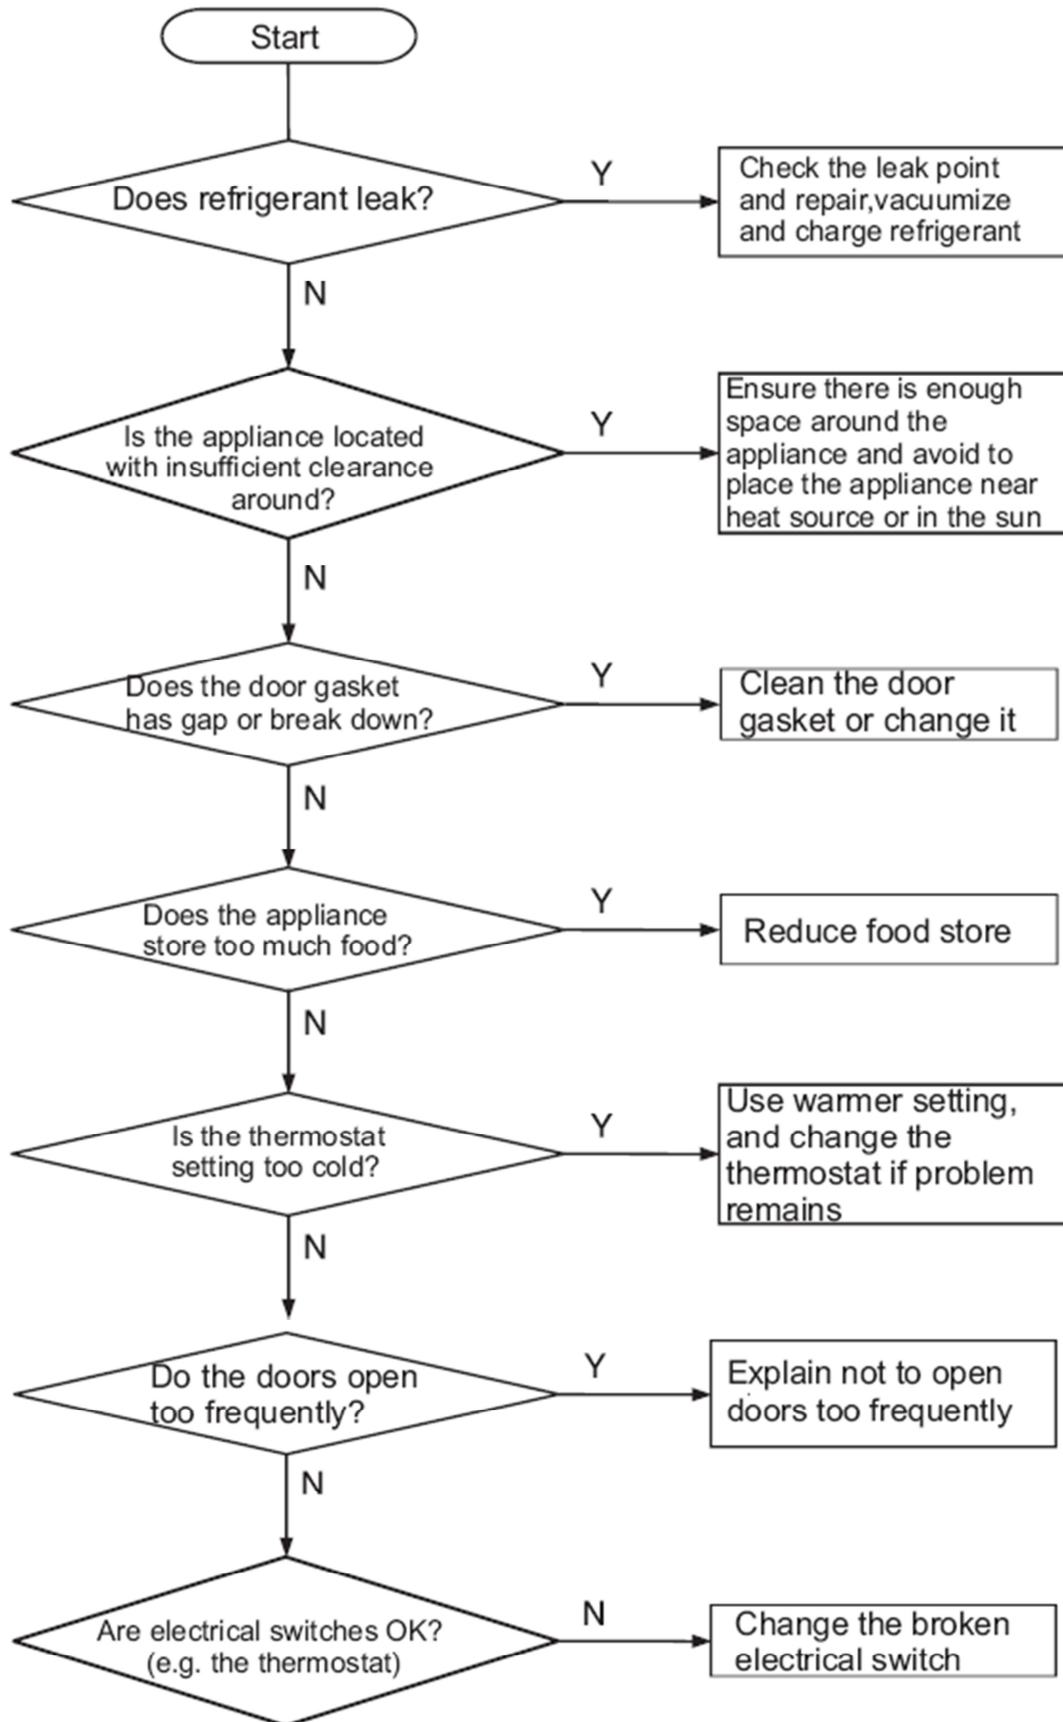 Start
Does refrigerant leak?
Y
Check the leak point
and repair,vacuumize
and charge refrigerant
N
Is the appliance located
with insufficient clearance
around?
Y
Ensure there is enough
space around the
appliance and avoid to
place the appliance near
heat source or in the sun
N
Does the door gasket
has gap or break down?
Y
Clean the door
gasket or change it
N
Does the appliance
store too much food?
Y
Reduce food store
N
Is the thermostat
setting too cold?
Y
Use warmer setting,
and change the
thermostat if problem
remains
N
Do the doors open
too frequently?
Y
Explain not to open
doors too frequently
N
Are electrical switches OK?
(e.g. the thermostat)
N
Change the broken
electrical switch